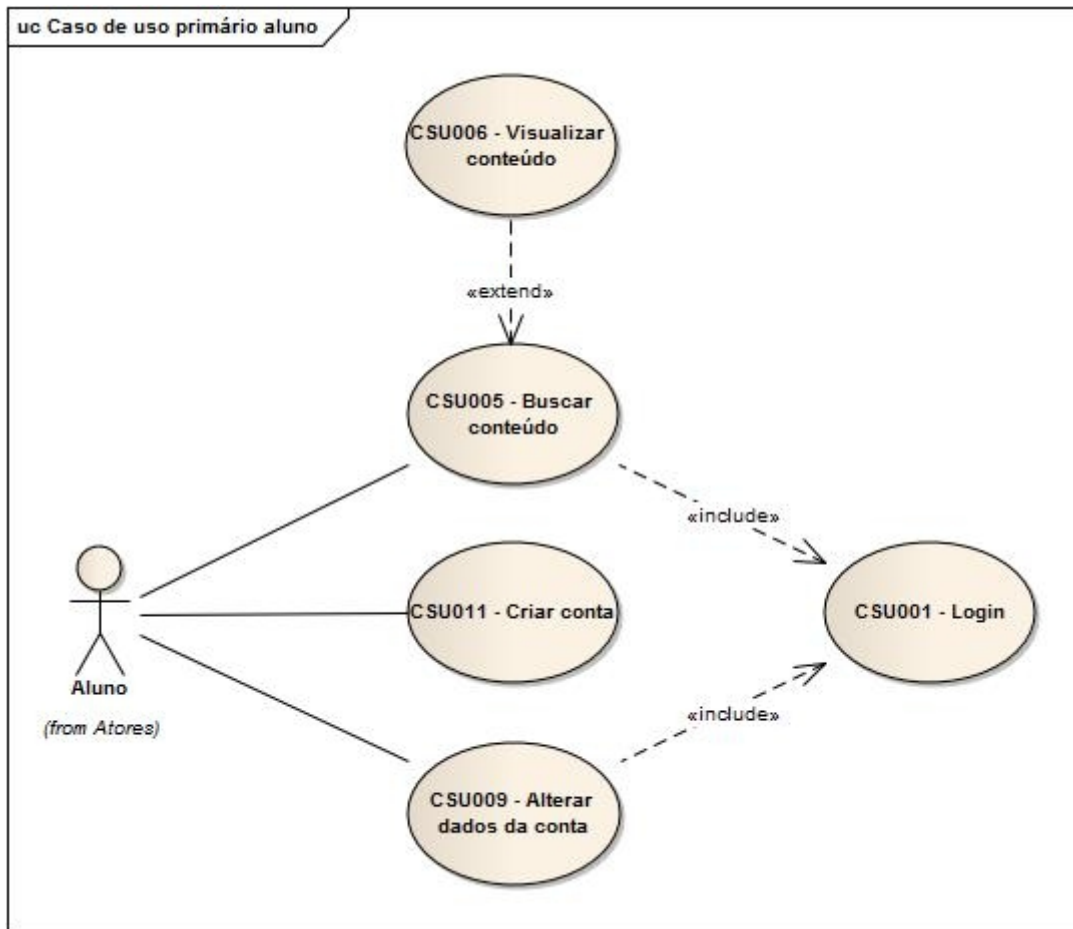 uc Caso de uso primário aluno
CSU006 - Visualizar
conteúdo
«extend»
CSU005 - Buscar
conteúdo
«include»
CSU011 - Criar conta
CSU001 - Login
Aluno
(from Atores)
«include»
CSU009 - Alterar
dados da conta